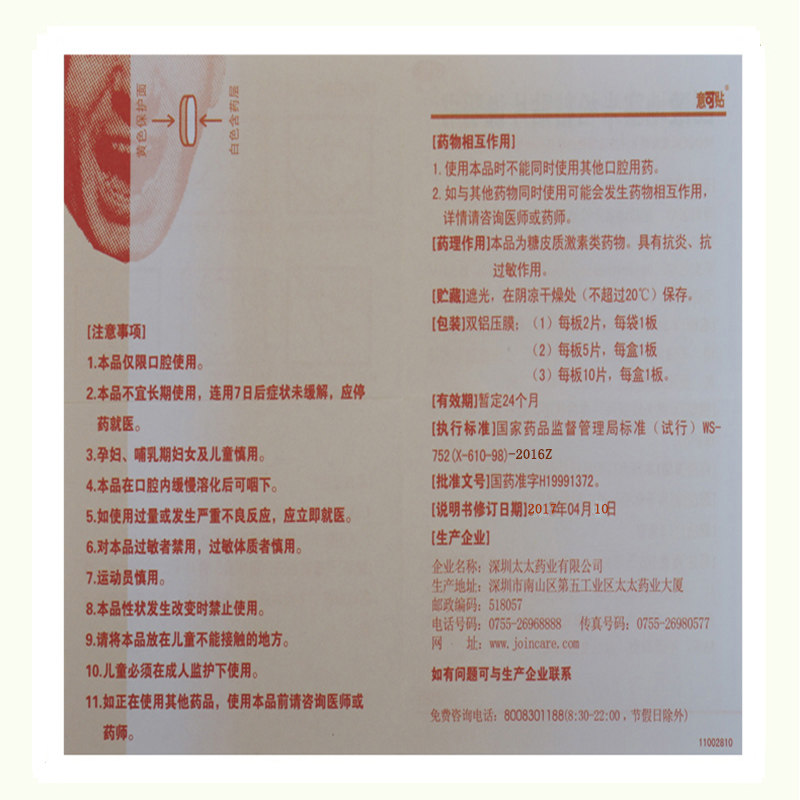 黄色保护面
白色含药层
[注意事项]
1.本品仅限口腔使用。
2.本品不宜长期使用，连用7日后症状未缓解，应停
药就医。
3.孕妇、哺乳期妇女及儿童慎用。
4.本品在口腔内缓慢溶化后可咽下。
5.如使用过量或发生严重不良反应，应立即就医。
6.对本品过敏者禁用，过敏体质者慎用。
7.运动员慎用。
8.本品性状发生改变时禁止使用。
9.请将本品放在儿童不能接触的地方。
10.儿童必须在成人监护下使用。
11.如正在使用其他药品，使用本品前请咨询医师或
药师。
意可贴®
[药物相互作用]
1.使用本品时不能同时使用其他口腔用药。
2.如与其他药物同时使用可能会发生药物相互作用，
详情请咨询医师或药师。
[药理作用]本品为糖皮质激素类药物。具有抗炎、抗
过敏作用。
[贮藏]遮光，在阴凉干燥处（不超过20℃）保存。
[包装]双铝压膜；（1）每板2片，每袋1板
（2）每板5片，每盒1板
（3）每板10片，每盒1板。
[有效期]暂定24个月
[执行标准]国家药品监督管理局标准（试行）WS-
752(X-610-98)-2016Z
[批准文号]国药准字H19991372。
[说明书修订日期]2017年04月10日
[生产企业]
企业名称：深圳太太药业有限公司
生产地址：深圳市南山区第五工业区太太药业大厦
邮政编码：518057
电话号码：0755-26968888 传真号码：0755-26980577
网 址：www.joincare.com
如有问题可与生产企业联系
免费咨询电话：8008301188(8:30-22:00，节假日除外)
11002810